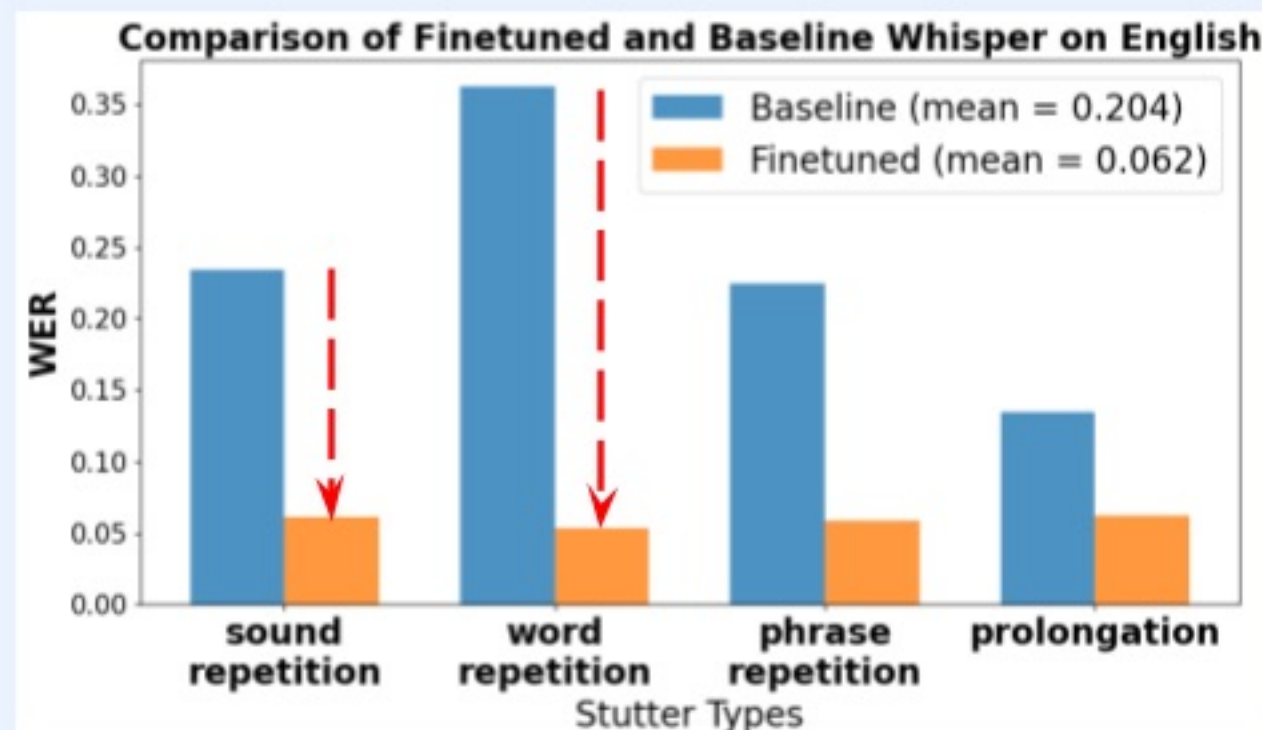 Comparison of Finetuned and Baseline Whisper on English
Baseline (mean = 0.204)
Finetuned (mean = 0.062)
WER
0.35
0.30
0.25
0.20
0.15
0.10
0.05
0.00
sound
repetition
word
repetition
phrase
repetition
prolongation
Stutter Types